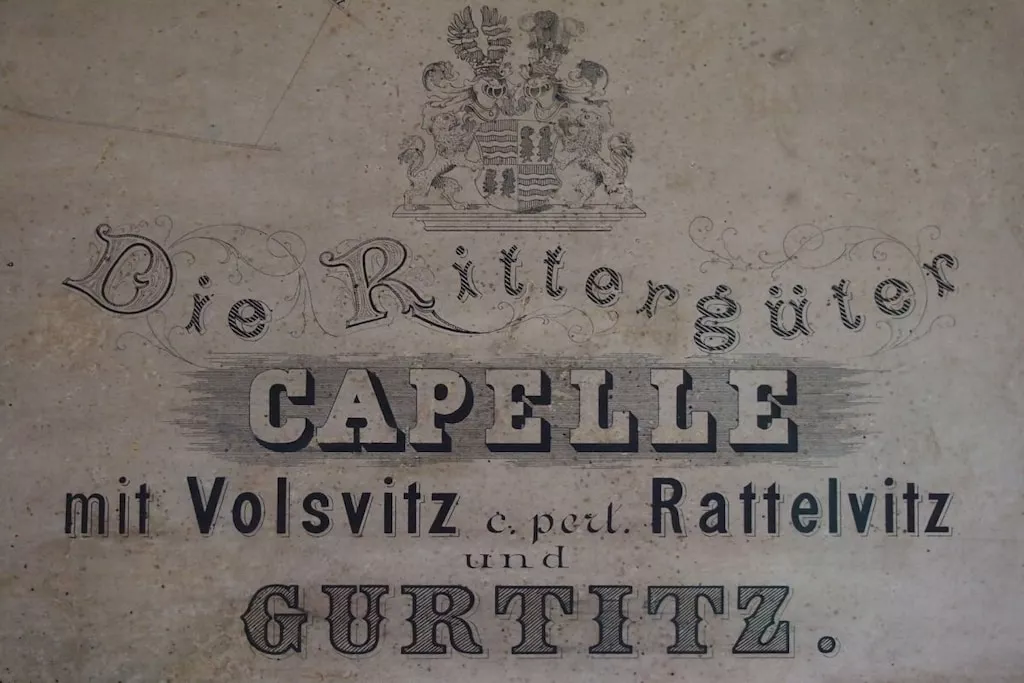 Die Rittergüter
CAPELLE
mit Volsvitz c. pert. Rattelvitz
und
GURTITZ.